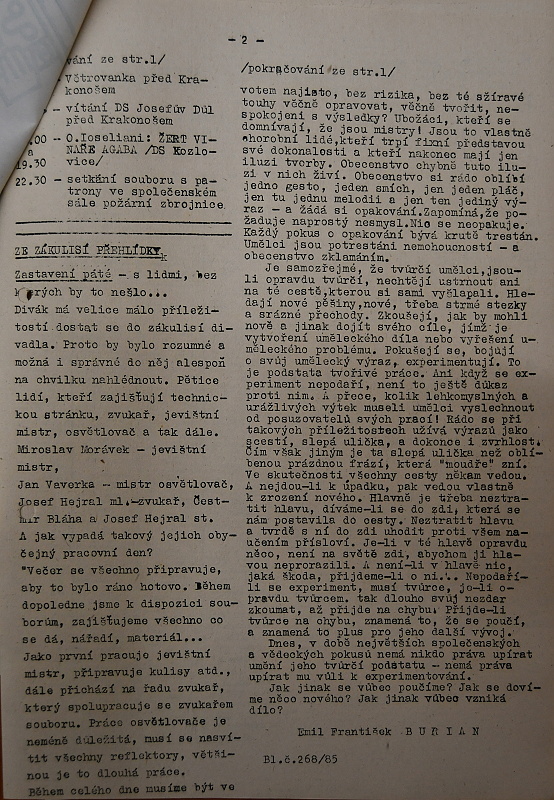 - 2 -
vání ze str.1/
Větrovanka před Kra-
konošem
- vítání DS Josefův Důl
před Krakonošem
.00 - O.Ioseliani: ŽERT VI-
a NAŘE AGABA /DS Kozlo-
19.30 vice/
22.30 - setkání souboru s pa-
trony ve společenském
sále požární zbrojnice
ZE ZÁKULISÍ PŘEHLÍDKY
Zastavení páté - s lidmi, bez
kterých by to nešlo...
Divák má velice málo příleži-
tostí dostat se do zákulisí di-
vadla. Proto by bylo rozumné a
možná i správné do něj alespoň
na chvilku nahlédnout. Pětice
lidí, kteří zajišťují technic-
kou stránku, zvukař, jevištní
mistr, osvětlovač a tak dále.
Miroslav Morávek - jevištní
mistr,
Jan Vaverka - mistr osvětlovač,
Josef Hejral ml.-zvukař, Čest-
mír Bláha a Josef Hejral st.
A jak vypadá takový jejich oby-
čejný pracovní den?
"Večer se všechno připravuje,
aby to bylo ráno hotovo. Během
dopoledne jsme k dispozici sou-
borům, zajišťujeme všechno co
se dá, nářadí, materiál...
Jako první pracuje jevištní
mistr, připravuje kulisy atd.,
dále přichází na řadu zvukař,
který spolupracuje se zvukařem
souboru. Práce osvětlovače je
neméně důležitá, musí se nasví-
tit všechny reflektory, větši-
nou je to dlouhá práce.
Během celého dne musíme být ve
/pokračování ze str.1/
votem najisto, bez rizika, bez té sžíravé
touhy věčně opravovat, věčně tvořit, ne-
spokojeni s výsledky? Ubožáci, kteří se
domnívají, že jsou mistry! Jsou to vlastně
chorobní lidé,kteří trpí fixní představou
své dokonalosti a kteří nakonec mají jen
iluzi tvorby. Obecenstvo chybně tuto ilu-
zi v nich živí. Obecenstvo si rádo oblíbí
jedno gesto, jeden smích, jen jeden pláč,
jen tu jednu melodii a jen ten jediný vý-
raz - a žádá si opakování.Zapomíná,že po-
žaduje naprostý nesmysl.Nic se neopakuje.
Každý pokus o opakování bývá krutě trestán.
Umělci jsou potrestáni nemohoucností - a
obecenstvo zklamáním.
Je samozřejmé, že tvůrčí umělci,jsou-
li opravdu tvůrčí, nechtějí ustrnout ani
na té cestě,kterou si sami vyšlapali. Hle-
dají nové pěšiny,nové, třeba strmé stezky
a srázné přechody. Zkoušejí, jak by mohli
nově a jinak dojít svého cíle, jímž je
vytvoření uměleckého díla nebo vyřešení u-
měleckého problému. Pokoušejí se, bojují
o svůj umělecký výraz, experimentují. To
je podstata tvořivé práce. Ani když se ex-
periment nepodaří, není to ještě důkaz
proti nim. A přece, kolik lehkomyslných a
urážlivých výtek museli umělci vyslechnout
od posuzovatelů svých prací! Rádo se při
takových příležitostech užívá výrazů jako
scestí, slepá ulička, a dokonce i zvrhlost.
Čím však jiným je ta slepá ulička než oblí-
benou prázdnou frází, která "moudře" zní.
Ve skutečnosti všechny cesty někam vedou.
A nejdou-li k úpadku, pak vedou vlastně
k zrození nového. Hlavně je třeba neztra-
tit hlavu, díváme-li se do zdi, která se
nám postavila do cesty. Neztratit hlavu
a tvrdě s ní do zdi uhodit proti všem na-
učením přísloví. Je-li v té hlavě opravdu
něco, není na světě zdi, abychom ji hla-
vou neprorazili. A není-li v hlavě nic,
jaká škoda, přijdeme-li o ni... Nepodaří-
li se experiment, musí tvůrce, jo-li o-
pravdu tvůrcem, tak dlouho svůj nezdar
zkoumat, až přijde na chybu. Přijde-li
tvůrce na chybu, znamená to, že se poučí,
a znamená to plus pro jeho další vývoj.
Dnes, v době největších společenských
a vědeckých pokusů nemá nikdo práva upírat
umění jeho tvůrčí podstatu - nemá práva
upírat mu vůli k experimentování.
Jak jinak se vůbec poučíme? Jak se doví-
me něco nového? Jak jinak vůbec vzniká
dílo?
Emil František B U R I A N
Bl.č.268/85